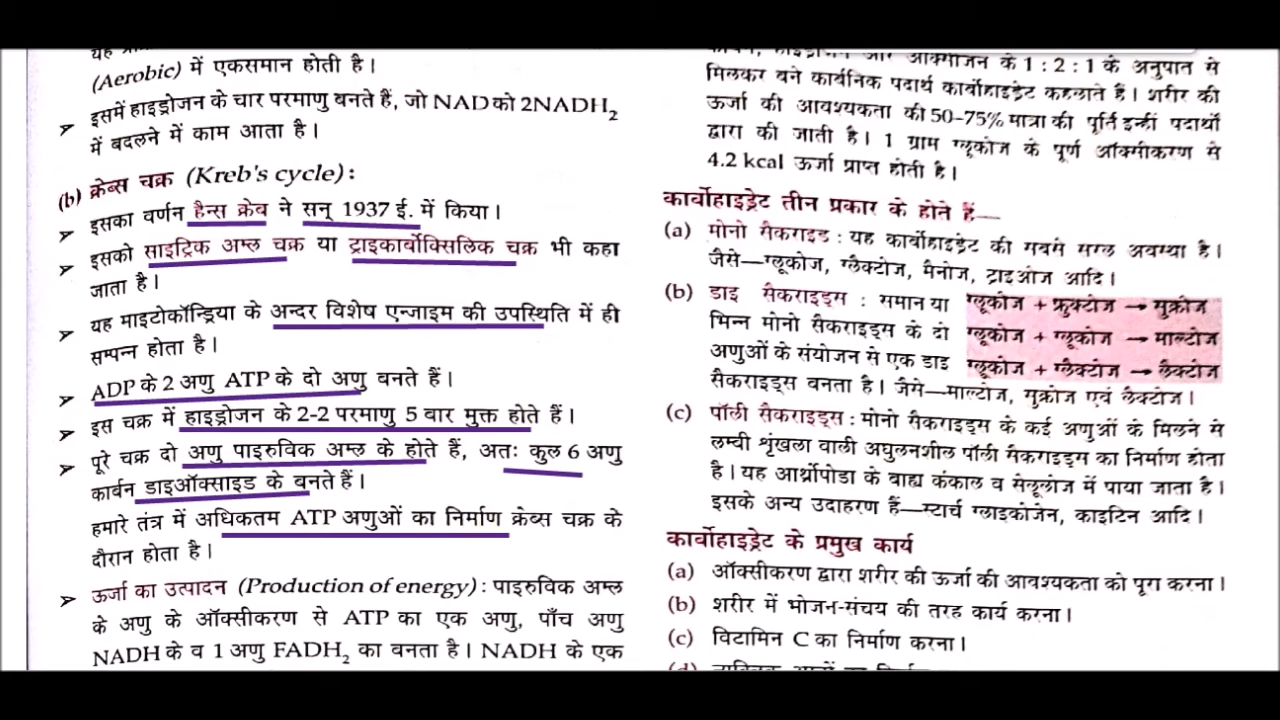 (Aerobic) में एकसमान होती है।
➢ इसमें हाइड्रोजन के चार परमाणु बनते हैं, जो NAD को 2NADH₂
में बदलने में काम आता है।
(b) क्रेब्स चक्र (Kreb's cycle) :
➢ इसका वर्णन हैन्स क्रेब ने सन् 1937 ई. में किया।
➢ इसको साइट्रिक अम्ल चक्र या ट्राइकार्बोक्सिलिक चक्र भी कहा
जाता है।
➢ यह माइटोकॉन्ड्रिया के अन्दर विशेष एन्जाइम की उपस्थिति में ही
सम्पन्न होता है।
➢ ADP के 2 अणु ATP के दो अणु बनते हैं।
➢ इस चक्र में हाइड्रोजन के 2-2 परमाणु 5 बार मुक्त होते हैं।
➢ पूरे चक्र दो अणु पाइरुविक अम्ल के होते हैं, अतः कुल 6 अणु
कार्बन डाइऑक्साइड के बनते हैं।
हमारे तंत्र में अधिकतम ATP अणुओं का निर्माण क्रेब्स चक्र के
दौरान होता है।
➢ ऊर्जा का उत्पादन (Production of energy) : पाइरुविक अम्ल
के अणु के ऑक्सीकरण से ATP का एक अणु, पाँच अणु
NADH के व 1 अणु FADH₂ का बनता है। NADH के एक
और ऑक्सीजन के 1 : 2 : 1 के अनुपात से
मिलकर बने कार्बनिक पदार्थ कार्बोहाइड्रेट कहलाते हैं। शरीर की
ऊर्जा की आवश्यकता की 50–75% मात्रा की पूर्ति इन्हीं पदार्थों
द्वारा की जाती है। 1 ग्राम ग्लूकोज के पूर्ण ऑक्सीकरण से
4.2 kcal ऊर्जा प्राप्त होती है।
कार्बोहाइड्रेट तीन प्रकार के होते हैं—
(a) मोनो सैकराइड : यह कार्बोहाइड्रेट की सबसे सरल अवस्था है।
जैसे—ग्लूकोज, ग्लैक्टोज, मैनोज, ट्राइओज आदि।
(b) डाइ सैकराइड्स : समान या
भिन्न मोनो सैकराइड्स के दो
अणुओं के संयोजन से एक डाइ
ग्लूकोज + फ्रुक्टोज → सुक्रोज
ग्लूकोज + ग्लूकोज → माल्टोज
ग्लूकोज + ग्लैक्टोज → लैक्टोज
सैकराइड्स बनता है। जैसे—माल्टोज, सुक्रोज एवं लैक्टोज।
(c) पॉली सैकराइड्स : मोनो सैकराइड्स के कई अणुओं के मिलने से
लम्बी शृंखला वाली अघुलनशील पॉली सैकराइड्स का निर्माण होता
है। यह आर्थ्रोपोडा के बाह्य कंकाल व सेलूलोज में पाया जाता है।
इसके अन्य उदाहरण हैं—स्टार्च ग्लाइकोजेन, काइटिन आदि।
कार्बोहाइड्रेट के प्रमुख कार्य
(a) ऑक्सीकरण द्वारा शरीर की ऊर्जा की आवश्यकता को पूरा करना।
(b) शरीर में भोजन-संचय की तरह कार्य करना।
(c) विटामिन C का निर्माण करना।